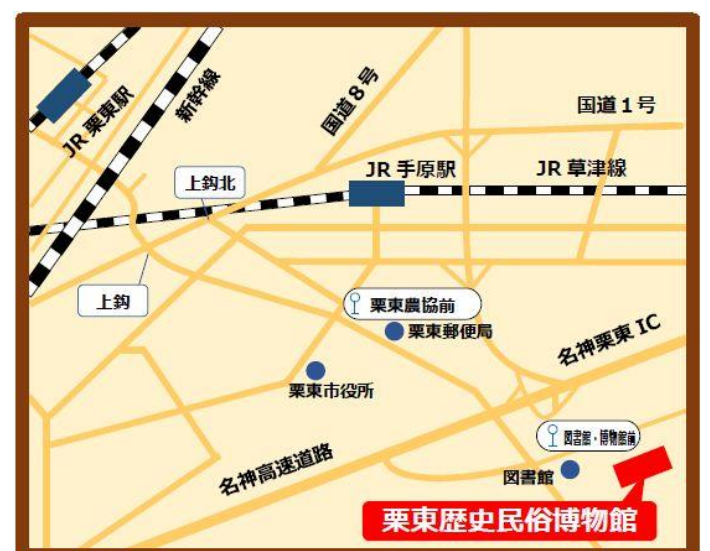 JR 栗東駅
新幹線
国道8号
国道1号
JR 手原駅
JR 草津線
上鈎北
上鈎
栗東農協前
栗東郵便局
名神栗東 IC
栗東市役所
図書館・博物館前
名神高速道路
図書館
栗東歴史民俗博物館